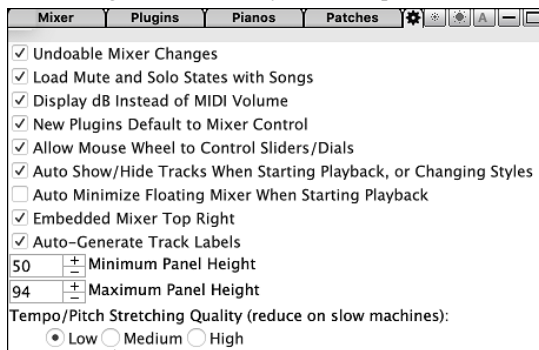 Mixer Plugins Pianos Patches A
Undoable Mixer Changes
Load Mute and Solo States with Songs
Display dB Instead of MIDI Volume
New Plugins Default to Mixer Control
Allow Mouse Wheel to Control Sliders/Dials
Auto Show/Hide Tracks When Starting Playback, or Changing Styles
Auto Minimize Floating Mixer When Starting Playback
Embedded Mixer Top Right
Auto-Generate Track Labels
50 Minimum Panel Height
94 Maximum Panel Height
Tempo/Pitch Stretching Quality (reduce on slow machines):
Low Medium High